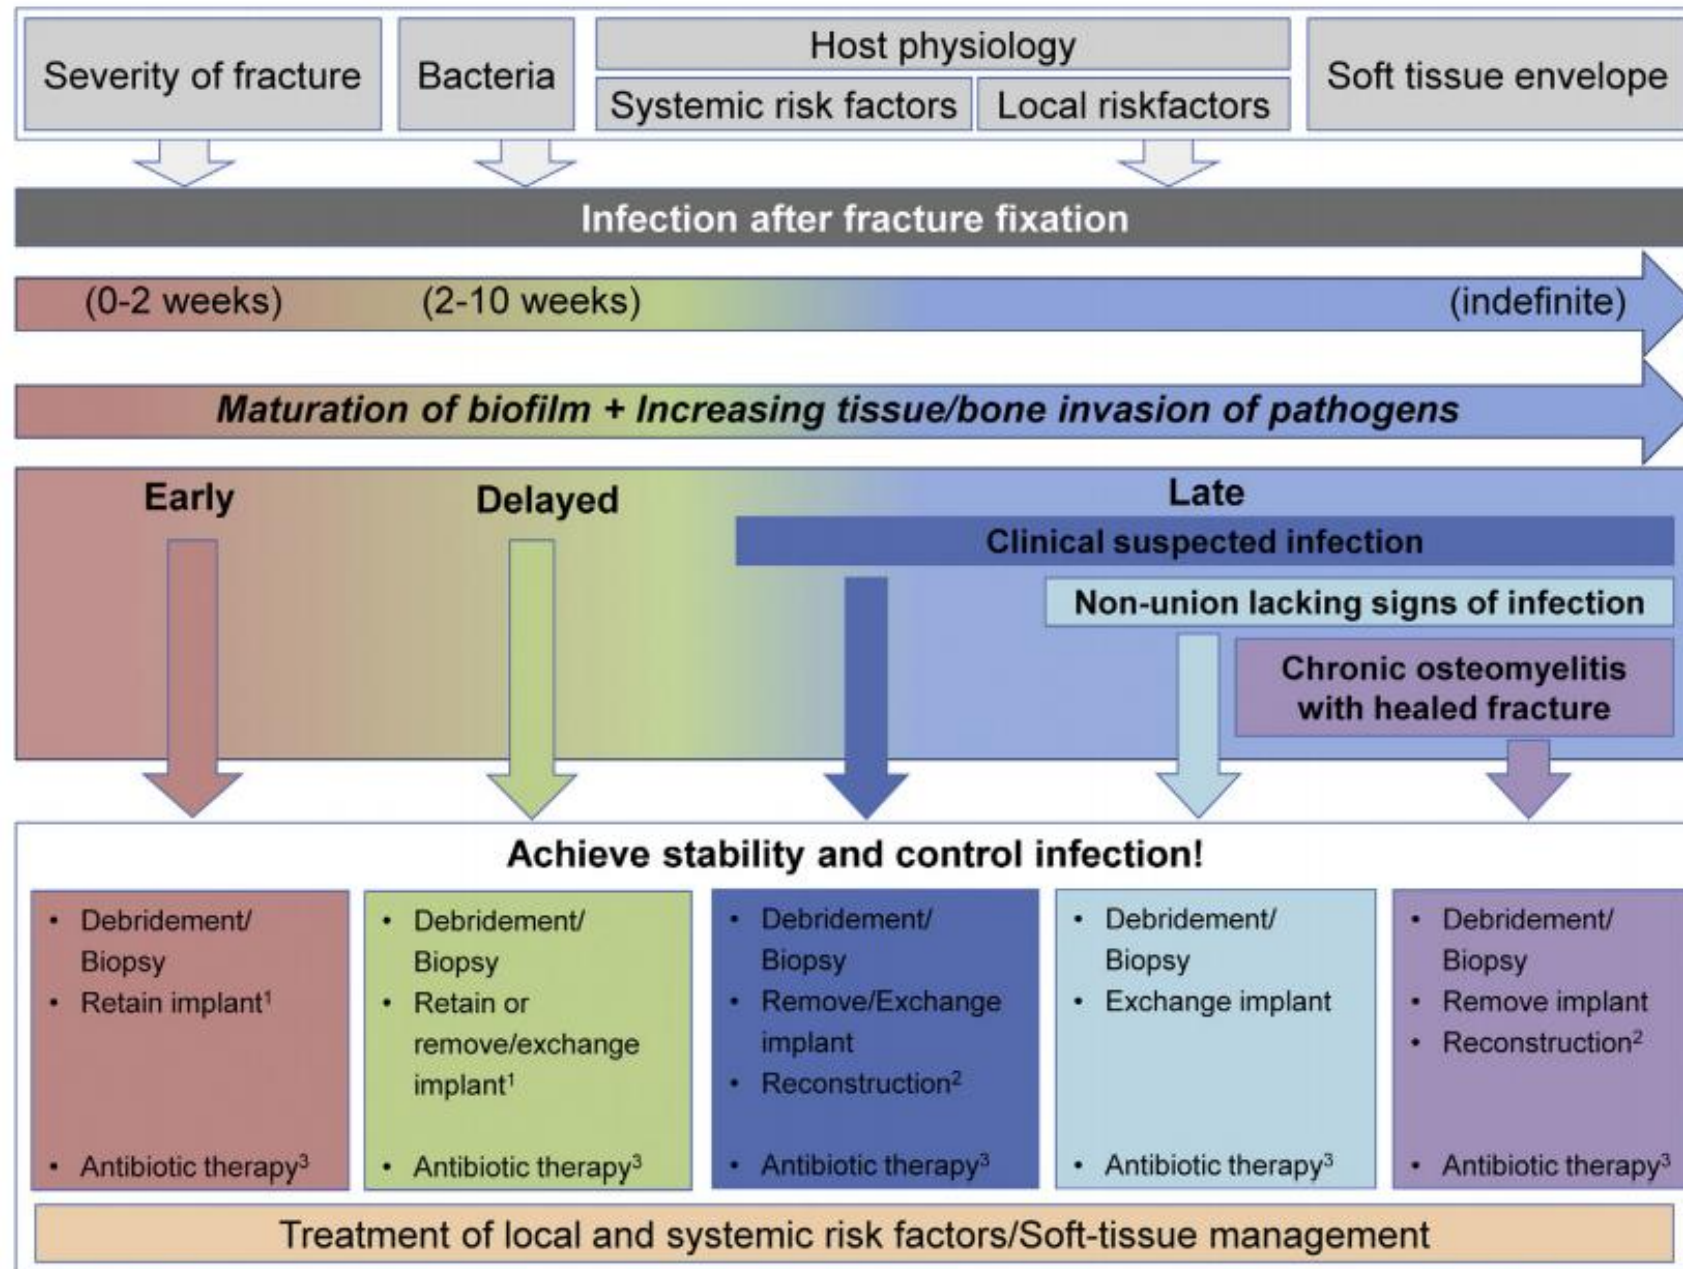 Severity of fracture
Bacteria
Host physiology
Systemic risk factors
Local riskfactors
Soft tissue envelope
Infection after fracture fixation
(0-2 weeks)
(2-10 weeks)
(indefinite)
Maturation of biofilm + Increasing tissue/bone invasion of pathogens
Early
Delayed
Late
Clinical suspected infection
Non-union lacking signs of infection
Chronic osteomyelitis
with healed fracture
Achieve stability and control infection!
• Debridement/
Biopsy
• Retain implant¹
• Antibiotic therapy³
• Debridement/
Biopsy
• Retain or
remove/exchange
implant¹
• Antibiotic therapy³
• Debridement/
Biopsy
• Remove/Exchange
implant
• Reconstruction²
• Antibiotic therapy³
• Debridement/
Biopsy
• Exchange implant
• Antibiotic therapy³
• Debridement/
Biopsy
• Remove implant
• Reconstruction²
• Antibiotic therapy³
Treatment of local and systemic risk factors/Soft-tissue management